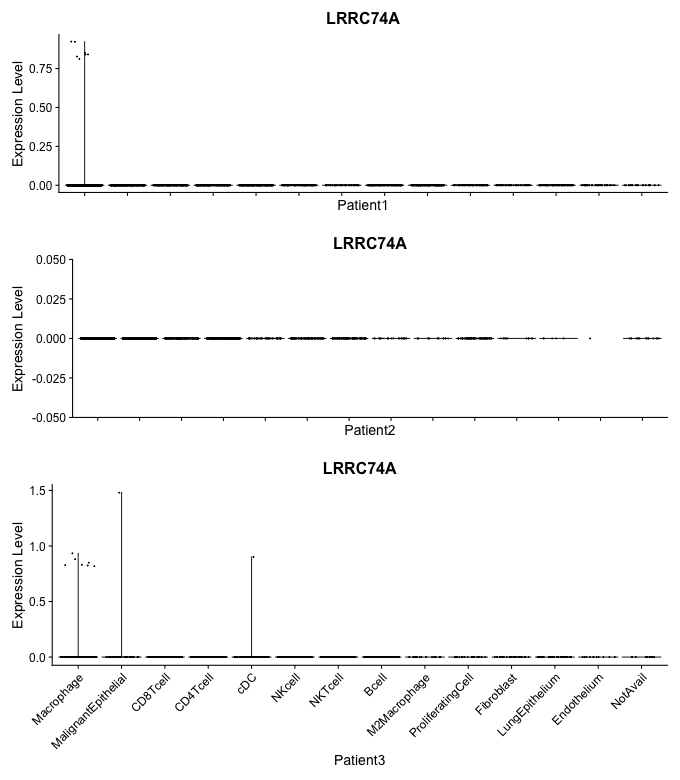 LRRC74A
Expression Level
0.75
0.50
0.25
0.00
Patient1
LRRC74A
Expression Level
0.050
0.025
0.000
-0.025
-0.050
Patient2
LRRC74A
Expression Level
1.5
1.0
0.5
0.0
Macrophage
MalignantEpithelial
CD8Tcell
CD4Tcell
cDC
NKcell
NKTcell
Bcell
M2Macrophage
ProliferatingCell
Fibroblast
LungEpithelium
Endothelium
NotAvail
Patient3